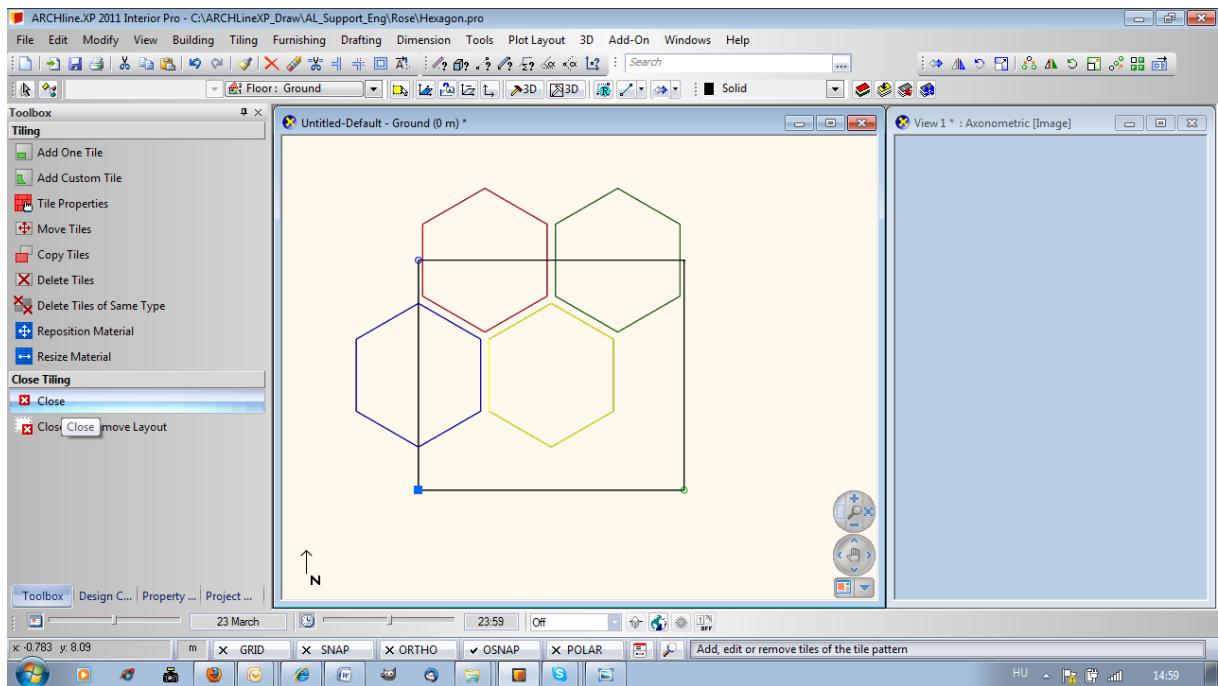 ARCHline.XP 2011 Interior Pro - C:\ARCHLineXP_Draw\AL_Support_Eng\Rose\Hexagon.pro
File Edit Modify View Building Tiling Furnishing Drafting Dimension Tools Plot Layout 3D Add-On Windows Help
Search ...
Floor : Ground 3D 3D Solid
Toolbox
Tiling
Add One Tile
Add Custom Tile
Tile Properties
Move Tiles
Copy Tiles
Delete Tiles
Delete Tiles of Same Type
Reposition Material
Resize Material
Close Tiling
Close
Clos Close move Layout
Untitled-Default - Ground (0 m) *
N
View 1 * : Axonometric [Image]
Toolbox Design C... Property ... Project ...
23 March 23:59 Off
x: -0.783 y: 8.09 m GRID SNAP ORTHO OSNAP POLAR Add, edit or remove tiles of the tile pattern
HU 14:59